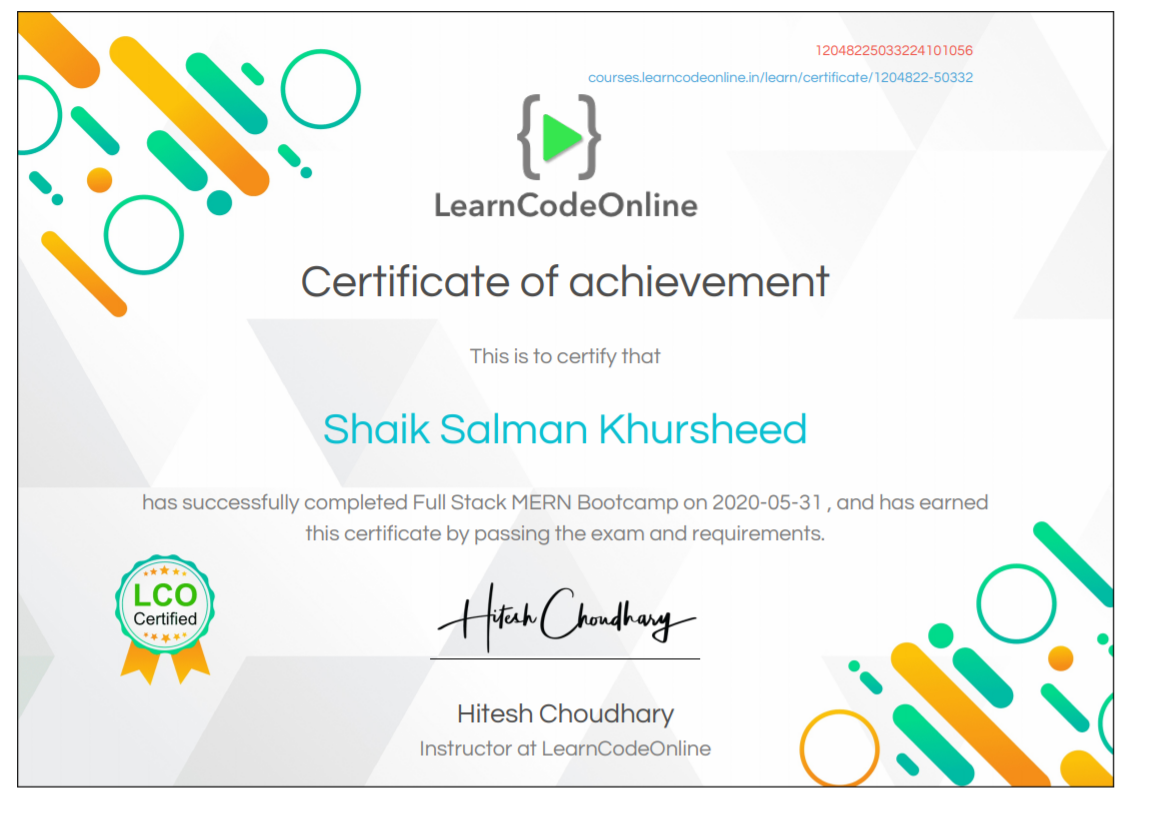 12048225033224101056
courses.learncodeonline.in/learn/certificate/1204822-50332
LearnCodeOnline
Certificate of achievement
This is to certify that
Shaik Salman Khursheed
has successfully completed Full Stack MERN Bootcamp on 2020-05-31 , and has earned
this certificate by passing the exam and requirements.
LCO
Certified
Hitesh Choudhary
Hitesh Choudhary
Instructor at LearnCodeOnline